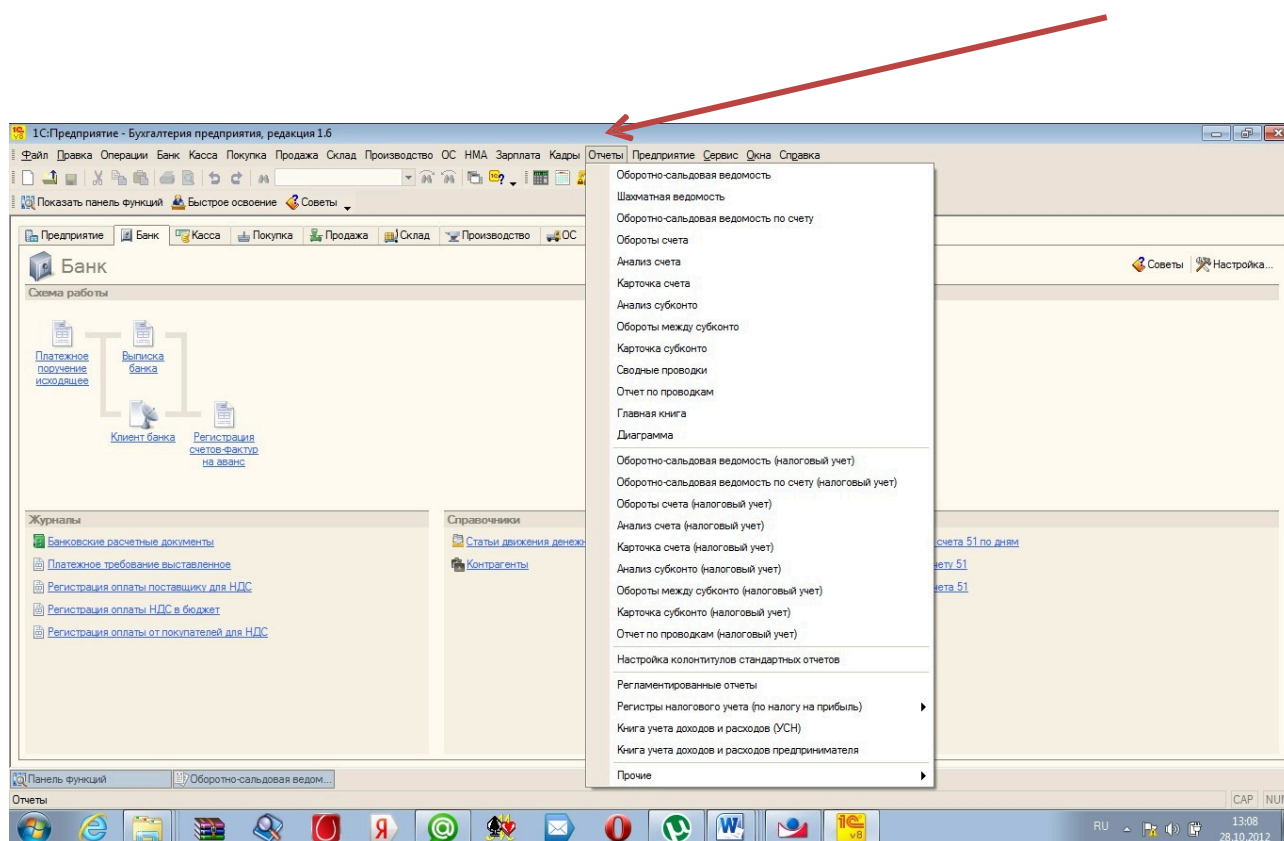 1С:Предприятие - Бухгалтерия предприятия, редакция 1.6
Файл Правка Операции Банк Касса Покупка Продажа Склад Производство ОС НМА Зарплата Кадры Отчеты Предприятие Сервис Окна Справка
Показать панель функций Быстрое освоение Советы
Предприятие Банк Касса Покупка Продажа Склад Производство ОС
Банк
Советы Настройка...
Схема работы
Платежное поручение исходящее
Выписка банка
Клиент банка
Регистрация счетов-фактур на аванс
Журналы
Банковские расчетные документы
Платежное требование выставленное
Регистрация оплаты поставщику для НДС
Регистрация оплаты НДС в бюджет
Регистрация оплаты от покупателей для НДС
Справочники
Статьи движения денежн
Контрагенты
счета 51 по дням
чету 51
чета 51
Оборотно-сальдовая ведомость
Шахматная ведомость
Оборотно-сальдовая ведомость по счету
Обороты счета
Анализ счета
Карточка счета
Анализ субконто
Обороты между субконто
Карточка субконто
Сводные проводки
Отчет по проводкам
Главная книга
Диаграмма
Оборотно-сальдовая ведомость (налоговый учет)
Оборотно-сальдовая ведомость по счету (налоговый учет)
Обороты счета (налоговый учет)
Анализ счета (налоговый учет)
Карточка счета (налоговый учет)
Анализ субконто (налоговый учет)
Обороты между субконто (налоговый учет)
Карточка субконто (налоговый учет)
Отчет по проводкам (налоговый учет)
Настройка колонтитулов стандартных отчетов
Регламентированные отчеты
Регистры налогового учета (по налогу на прибыль)
Книга учета доходов и расходов (УСН)
Книга учета доходов и расходов предпринимателя
Прочие
Панель функций Оборотно-сальдовая ведом...
Отчеты
CAP NUM
RU
13:08
28.10.2012